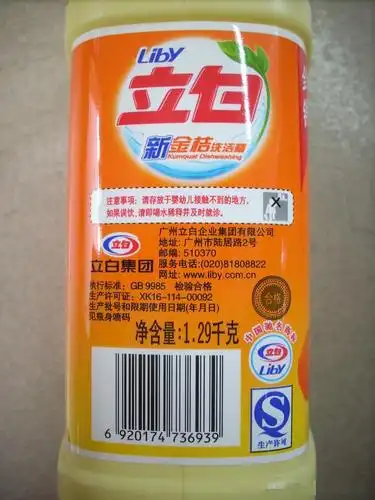 Liby
立白
新金桔洗洁精
Kumquat Dishwashing
注意事项：请存放于婴幼儿接触不到的地方。
如果误饮，请即喝水稀释并及时就诊。
广州立白企业集团有限公司
地址：广州市陆居路2号
邮编：510370
服务电话：(020)81808822
网址：www.liby.com.cn
立白
立白集团
执行标准：GB 9985 检验合格
生产许可证：XK16-114-00092
生产批号和限期使用日期(年月日)
见瓶身喷码
合格
净含量：1.29千克
中国驰名商标
立白
Liby
6 920174 736939
QS
生产许可